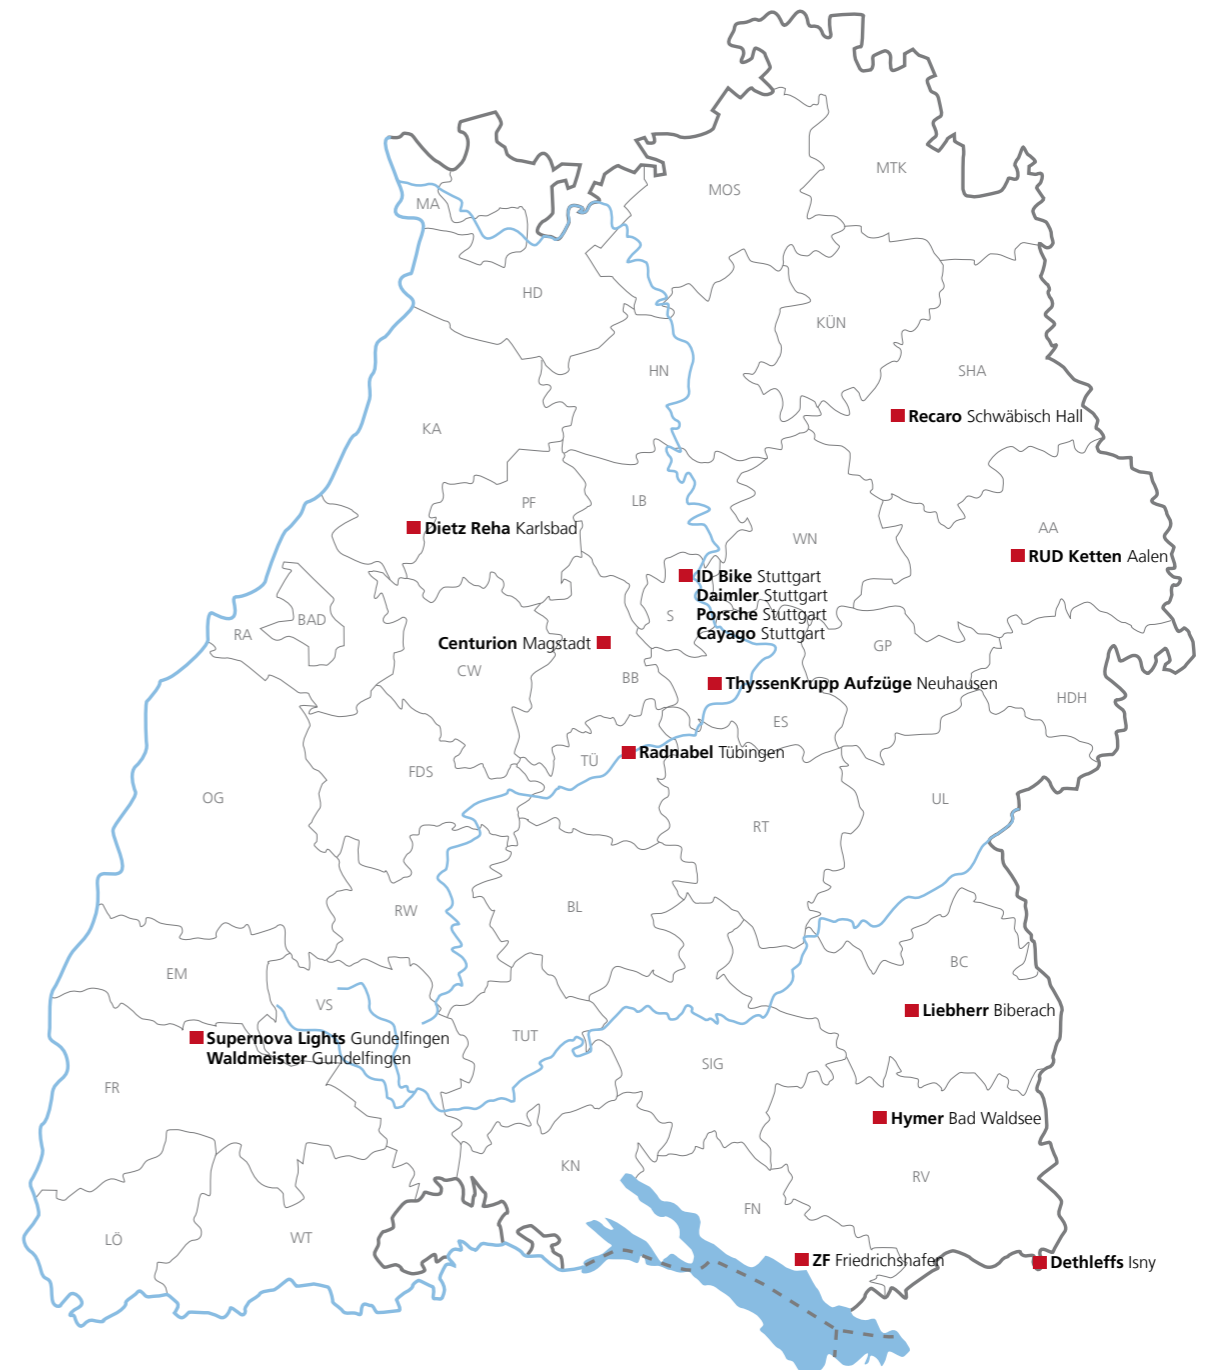 MTK
MOS
MA
HD
KÜN
HN
SHA
Recaro Schwäbisch Hall
KA
PF
LB
Dietz Reha Karlsbad
WN
AA
RUD Ketten Aalen
ID Bike Stuttgart
Daimler Stuttgart
Porsche Stuttgart
Cayago Stuttgart
S
BAD
RA
Centurion Magstadt
CW
BB
GP
ThyssenKrupp Aufzüge Neuhausen
HDH
ES
Radnabel Tübingen
TÜ
FDS
OG
UL
RT
RW
BL
EM
VS
BC
Liebherr Biberach
TUT
Supernova Lights Gundelfingen
Waldmeister Gundelfingen
SIG
FR
Hymer Bad Waldsee
KN
RV
FN
LÖ
WT
ZF Friedrichshafen
Dethleffs Isny